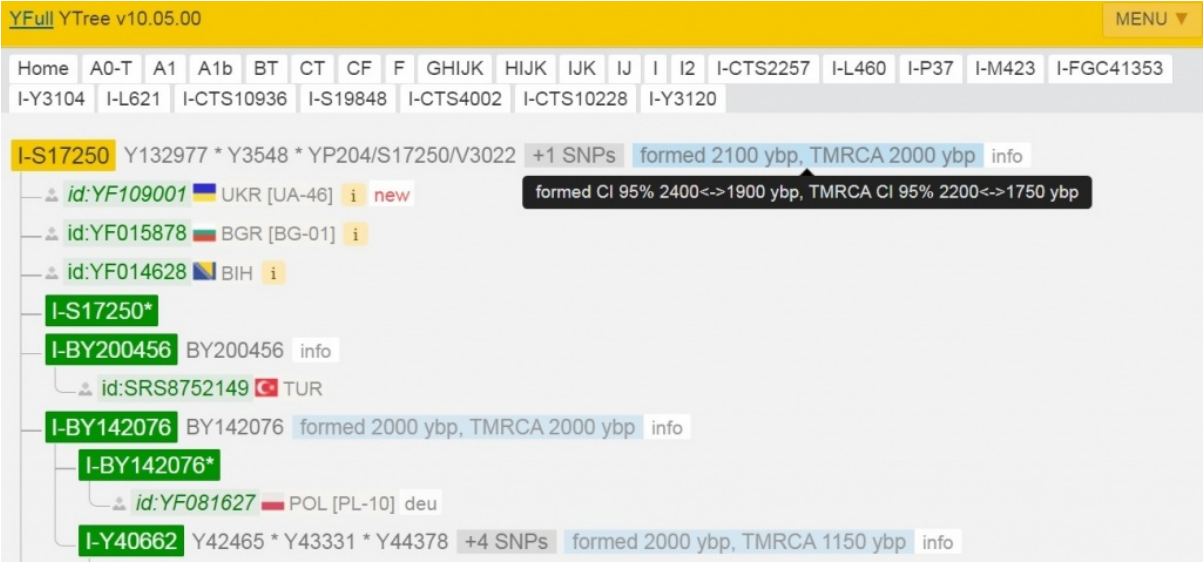 YFull YTree v10.05.00 MENU ▼
Home A0-T A1 A1b BT CT CF F GHIJK HIJK IJK IJ I I2 I-CTS2257 I-L460 I-P37 I-M423 I-FGC41353
I-Y3104 I-L621 I-CTS10936 I-S19848 I-CTS4002 I-CTS10228 I-Y3120
I-S17250 Y132977 * Y3548 * YP204/S17250/V3022 +1 SNPs formed 2100 ybp, TMRCA 2000 ybp info
formed CI 95% 2400<->1900 ybp, TMRCA CI 95% 2200<->1750 ybp
id:YF109001 UKR [UA-46] i new
id:YF015878 BGR [BG-01] i
id:YF014628 BIH i
I-S17250*
I-BY200456 BY200456 info
id:SRS8752149 TUR
I-BY142076 BY142076 formed 2000 ybp, TMRCA 2000 ybp info
I-BY142076*
id:YF081627 POL [PL-10] deu
I-Y40662 Y42465 * Y43331 * Y44378 +4 SNPs formed 2000 ybp, TMRCA 1150 ybp info